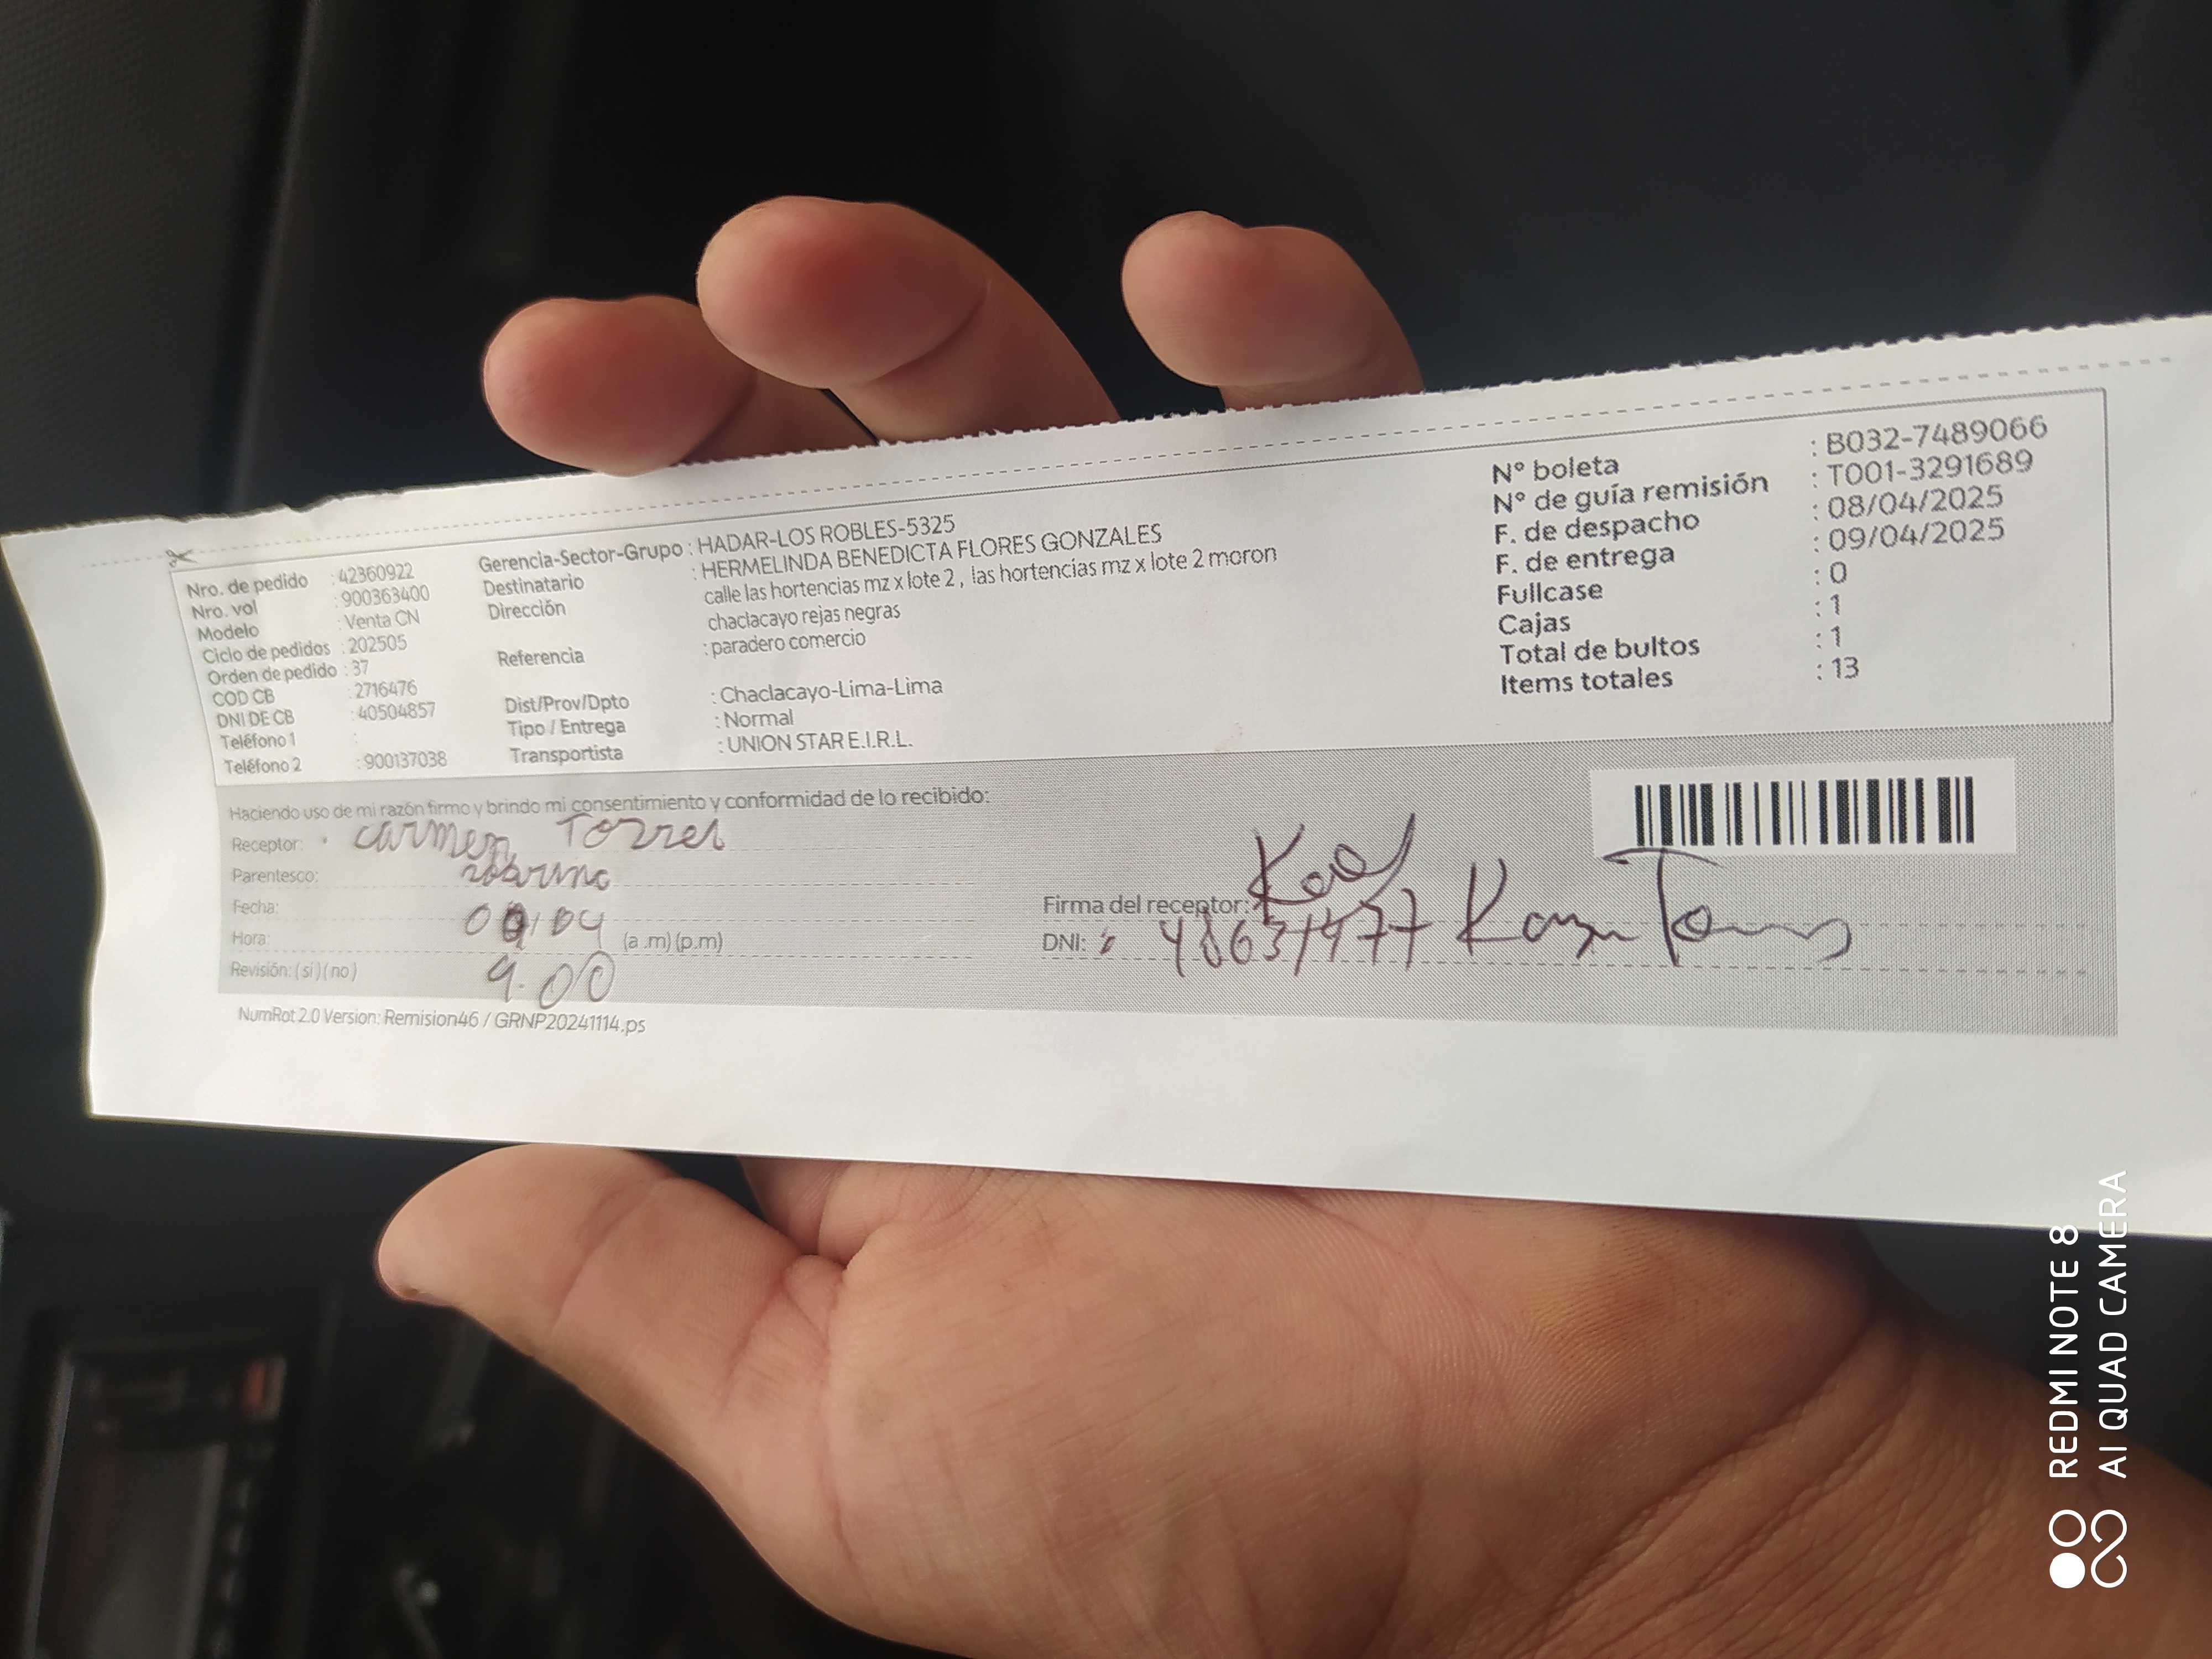 Nro. de pedido : 42360922
Nro. vol : 900363400
Modelo : Venta CN
Ciclo de pedidos : 202505
Orden de pedido : 37
COD CB : 2716476
DNI DE CB : 40504857
Teléfono 1 :
Teléfono 2 : 900137038
Gerencia-Sector-Grupo : HADAR-LOS ROBLES-5325
Destinatario : HERMELINDA BENEDICTA FLORES GONZALES
Dirección calle las hortencias mz x lote 2 , las hortencias mz x lote 2 moron
chaclacayo rejas negras
Referencia : paradero comercio
Dist/Prov/Dpto : Chaclacayo-Lima-Lima
Tipo / Entrega : Normal
Transportista : UNION STAR E.I.R.L.
N° boleta : B032-7489066
N° de guía remisión : T001-3291689
F. de despacho : 08/04/2025
F. de entrega : 09/04/2025
Fullcase : 0
Cajas : 1
Total de bultos : 1
Items totales : 13
Haciendo uso de mi razón firmo y brindo mi consentimiento y conformidad de lo recibido:
Receptor: Carmen Torres
Parentesco:
Fecha: 09/04
Hora: (a .m) (p.m)
Revisión: (sí) (no) 9.00
Firma del receptor:
DNI: 48631477
NumRot 2.0 Version: Remision46 / GRNP20241114.ps
REDMI NOTE 8
AI QUAD CAMERA